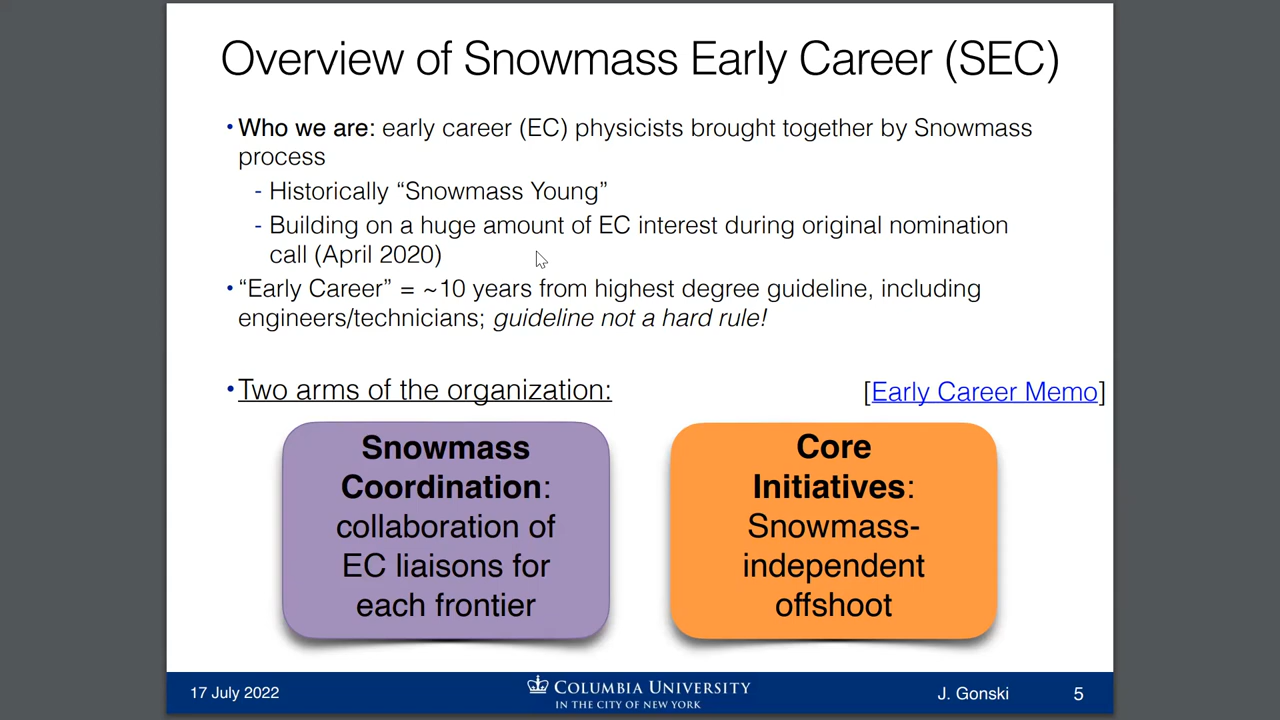 Overview of Snowmass Early Career (SEC)
• Who we are: early career (EC) physicists brought together by Snowmass
process
- Historically “Snowmass Young”
- Building on a huge amount of EC interest during original nomination
call (April 2020)
• “Early Career” = ~10 years from highest degree guideline, including
engineers/technicians; guideline not a hard rule!
• Two arms of the organization:
[Early Career Memo]
Snowmass
Coordination:
collaboration of
EC liaisons for
each frontier
Core
Initiatives:
Snowmass-
independent
offshoot
17 July 2022
COLUMBIA UNIVERSITY
IN THE CITY OF NEW YORK
J. Gonski
5